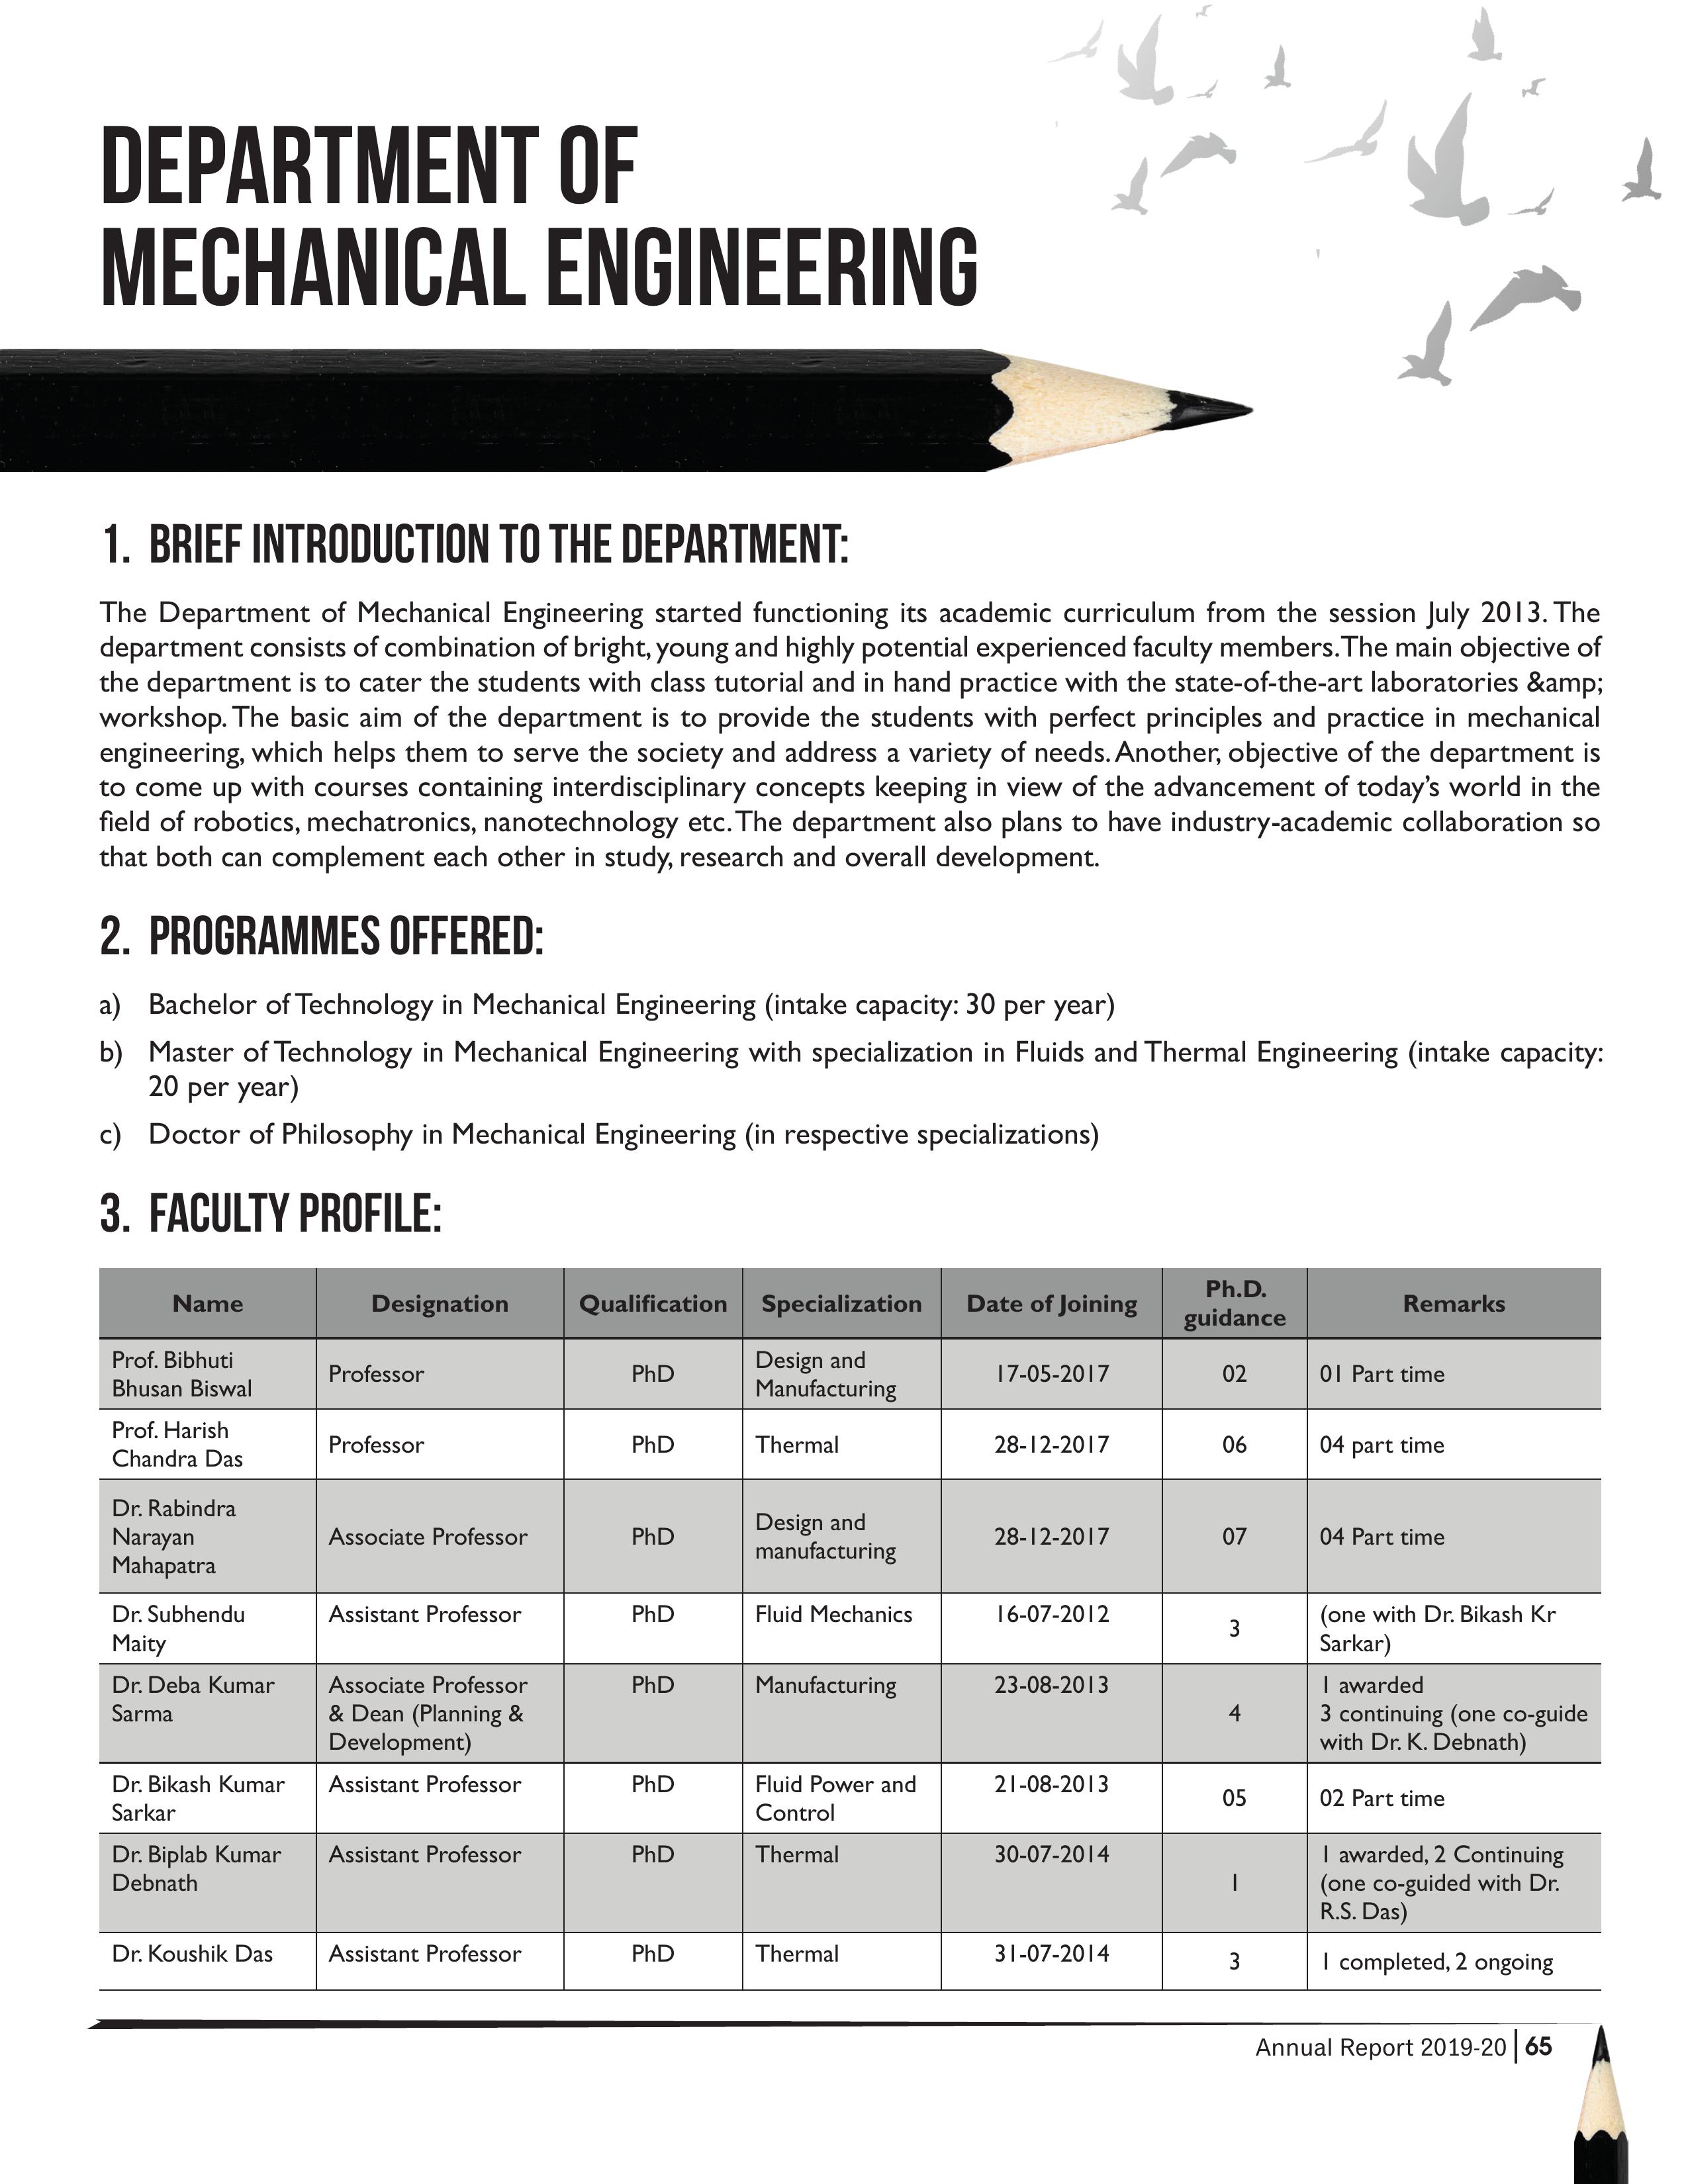 DEPARTMENT OF
MECHANICAL ENGINEERING
1. BRIEF INTRODUCTION TO THE DEPARTMENT:
The Department of Mechanical Engineering started functioning its academic curriculum from the session July 2013. The
department consists of combination of bright, young and highly potential experienced faculty members. The main objective of
the department is to cater the students with class tutorial and in hand practice with the state-of-the-art laboratories &amp;amp;
workshop. The basic aim of the department is to provide the students with perfect principles and practice in mechanical
engineering, which helps them to serve the society and address a variety of needs. Another, objective of the department is
to come up with courses containing interdisciplinary concepts keeping in view of the advancement of today's world in the
field of robotics, mechatronics, nanotechnology etc. The department also plans to have industry-academic collaboration so
that both can complement each other in study, research and overall development.
2. PROGRAMMES OFFERED:
a) Bachelor of Technology in Mechanical Engineering (intake capacity: 30 per year)
b) Master of Technology in Mechanical Engineering with specialization in Fluids and Thermal Engineering (intake capacity:
20 per year)
c) Doctor of Philosophy in Mechanical Engineering (in respective specializations)
3. FACULTY PROFILE:
Name Designation Qualification Specialization Date of Joining Ph.D. guidance Remarks
Prof. Bibhuti Bhusan Biswal Professor PhD Design and Manufacturing 17-05-2017 02 01 Part time
Prof. Harish Chandra Das Professor PhD Thermal 28-12-2017 06 04 part time
Dr. Rabindra Narayan Mahapatra Associate Professor PhD Design and manufacturing 28-12-2017 07 04 Part time
Dr. Subhendu Maity Assistant Professor PhD Fluid Mechanics 16-07-2012 3 (one with Dr. Bikash Kr Sarkar)
Dr. Deba Kumar Sarma Associate Professor & Dean (Planning & Development) PhD Manufacturing 23-08-2013 4 1 awarded 3 continuing (one co-guide with Dr. K. Debnath)
Dr. Bikash Kumar Sarkar Assistant Professor PhD Fluid Power and Control 21-08-2013 05 02 Part time
Dr. Biplab Kumar Debnath Assistant Professor PhD Thermal 30-07-2014 1 1 awarded, 2 Continuing (one co-guided with Dr. R.S. Das)
Dr. Koushik Das Assistant Professor PhD Thermal 31-07-2014 3 1 completed, 2 ongoing
Annual Report 2019-20 65